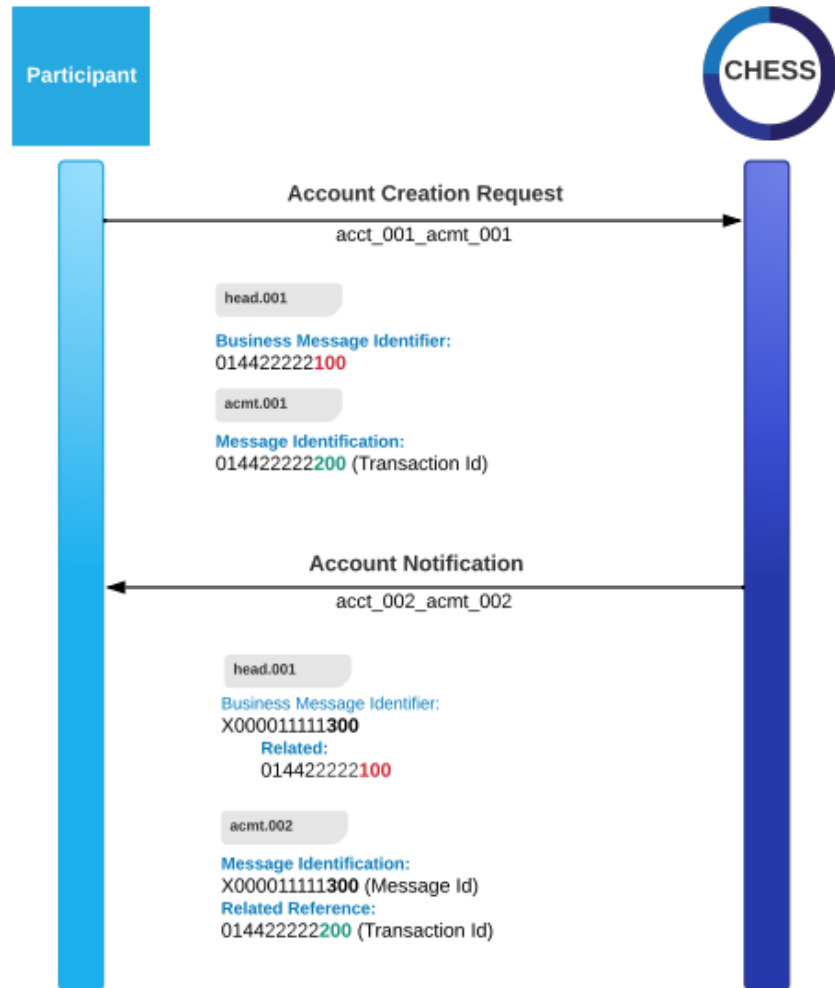 Participant
CHESS
Account Creation Request
acct_001_acmt_001
head.001
Business Message Identifier:
014422222100
acmt.001
Message Identification:
014422222200 (Transaction Id)
Account Notification
acct_002_acmt_002
head.001
Business Message Identifier:
X000011111300
Related:
014422222100
acmt.002
Message Identification:
X000011111300 (Message Id)
Related Reference:
014422222200 (Transaction Id)